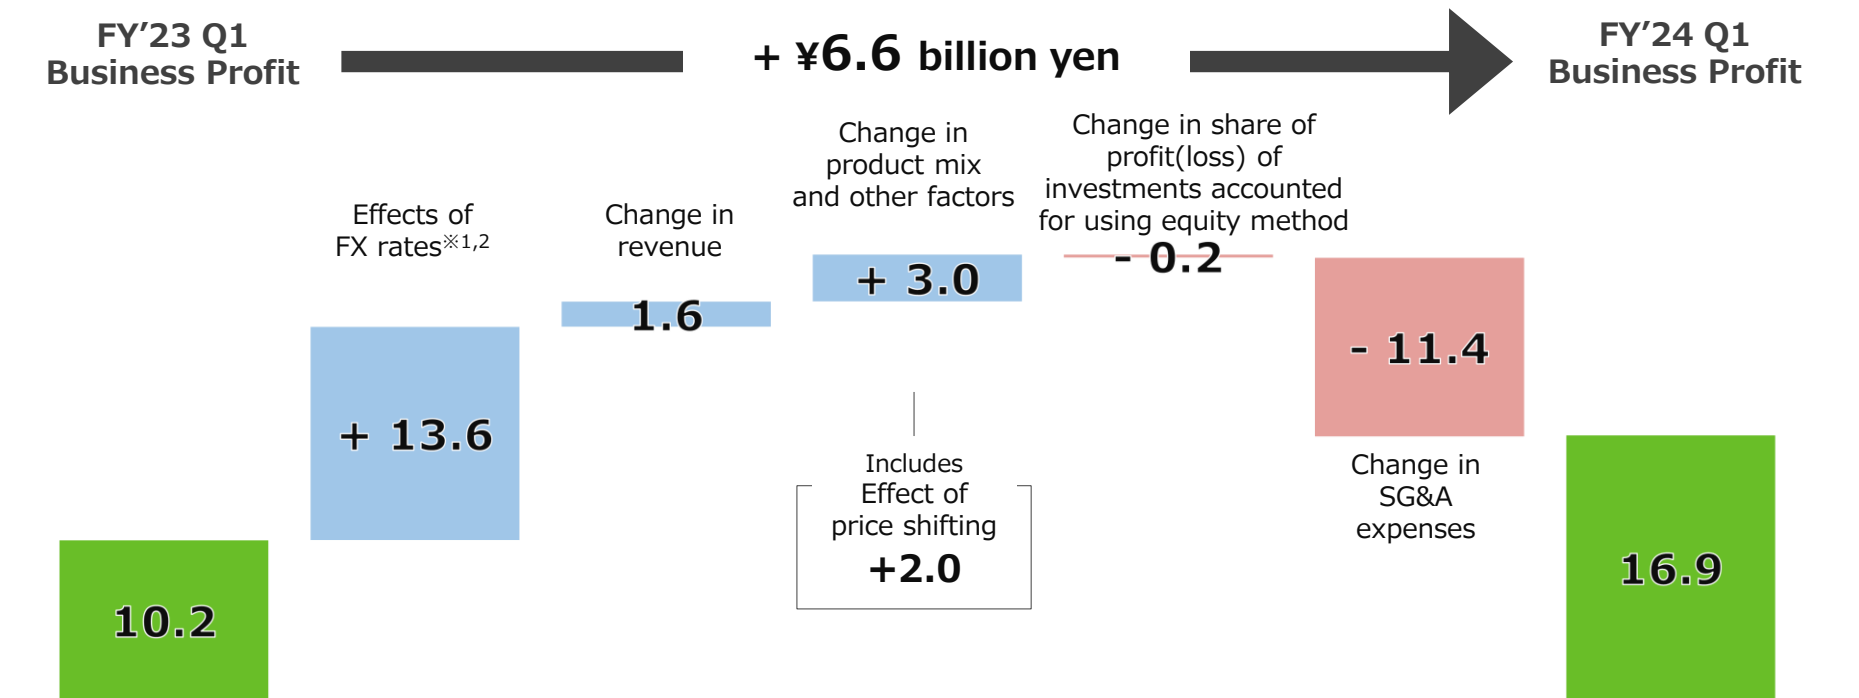 FY’23 Q1
Business Profit
+ ¥6.6 billion yen
FY’24 Q1
Business Profit
Effects of
FX rates※1,2
Change in
revenue
Change in
product mix
and other factors
Change in share of
profit(loss) of
investments accounted
for using equity method
10.2
+ 13.6
1.6
+ 3.0
- 0.2
- 11.4
16.9
Includes
Effect of
price shifting
+2.0
Change in
SG&A
expenses